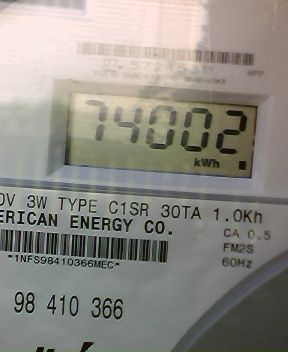 74002
kWh
0V 3W TYPE C1SR 30TA 1.0Kh
ERICAN ENERGY CO.
CA 0.5
FM2S
60Hz
*1NFS98410366MEC*
98 410 366